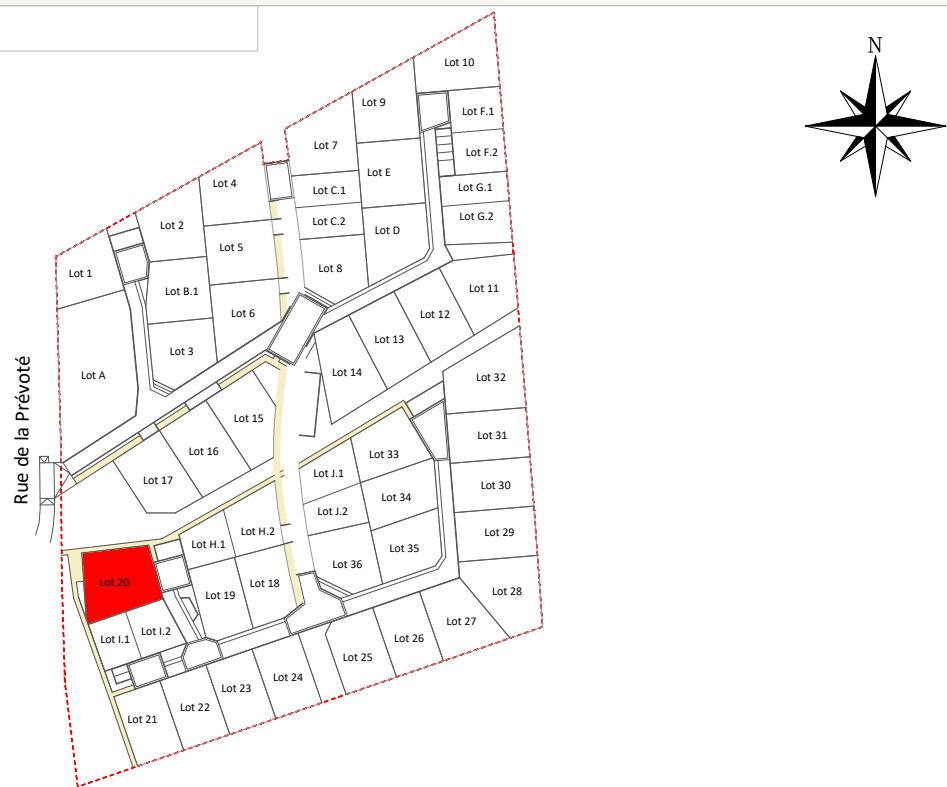 N
Lot 10
Lot 9
Lot F.1
Lot 7
Lot F.2
Lot E
Lot 4
Lot C.1
Lot G.1
Lot 2
Lot C.2
Lot G.2
Lot D
Lot 5
Lot 1
Lot 8
Lot B.1
Lot 11
Lot 6
Lot 12
Lot 13
Lot 3
Lot A
Lot 14
Lot 32
Rue de la Prévoté
Lot 15
Lot 31
Lot 16
Lot 33
Lot 17
Lot J.1
Lot 30
Lot 34
Lot J.2
Lot H.2
Lot 29
Lot H.1
Lot 35
Lot 36
Lot 20
Lot 18
Lot 28
Lot 19
Lot I.2
Lot 27
Lot I.1
Lot 26
Lot 25
Lot 24
Lot 23
Lot 22
Lot 21